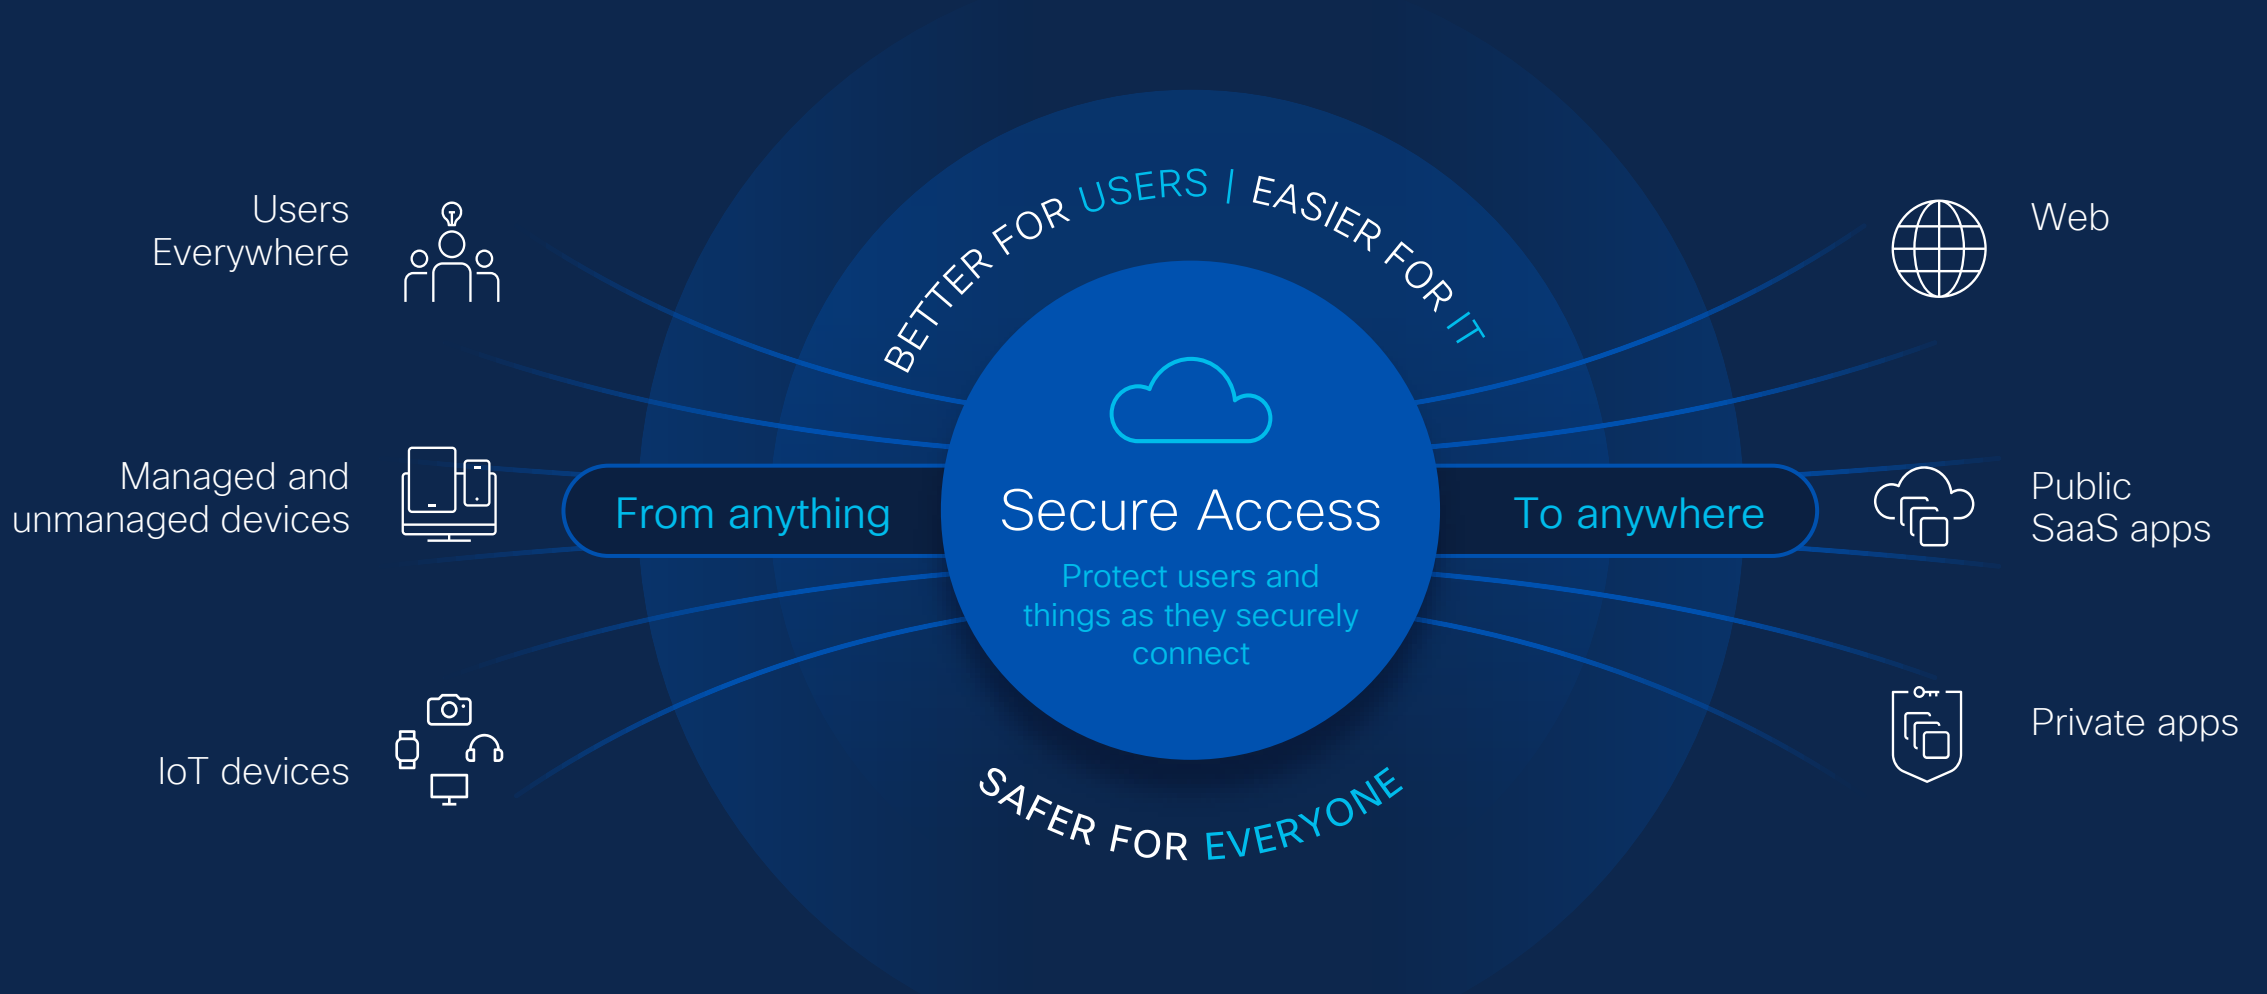 BETTER FOR USERS | EASIER FOR IT
Users
Everywhere
Managed and
unmanaged devices
IoT devices
From anything
Secure Access
Protect users and
things as they securely
connect
To anywhere
Web
Public
SaaS apps
Private apps
SAFER FOR EVERYONE